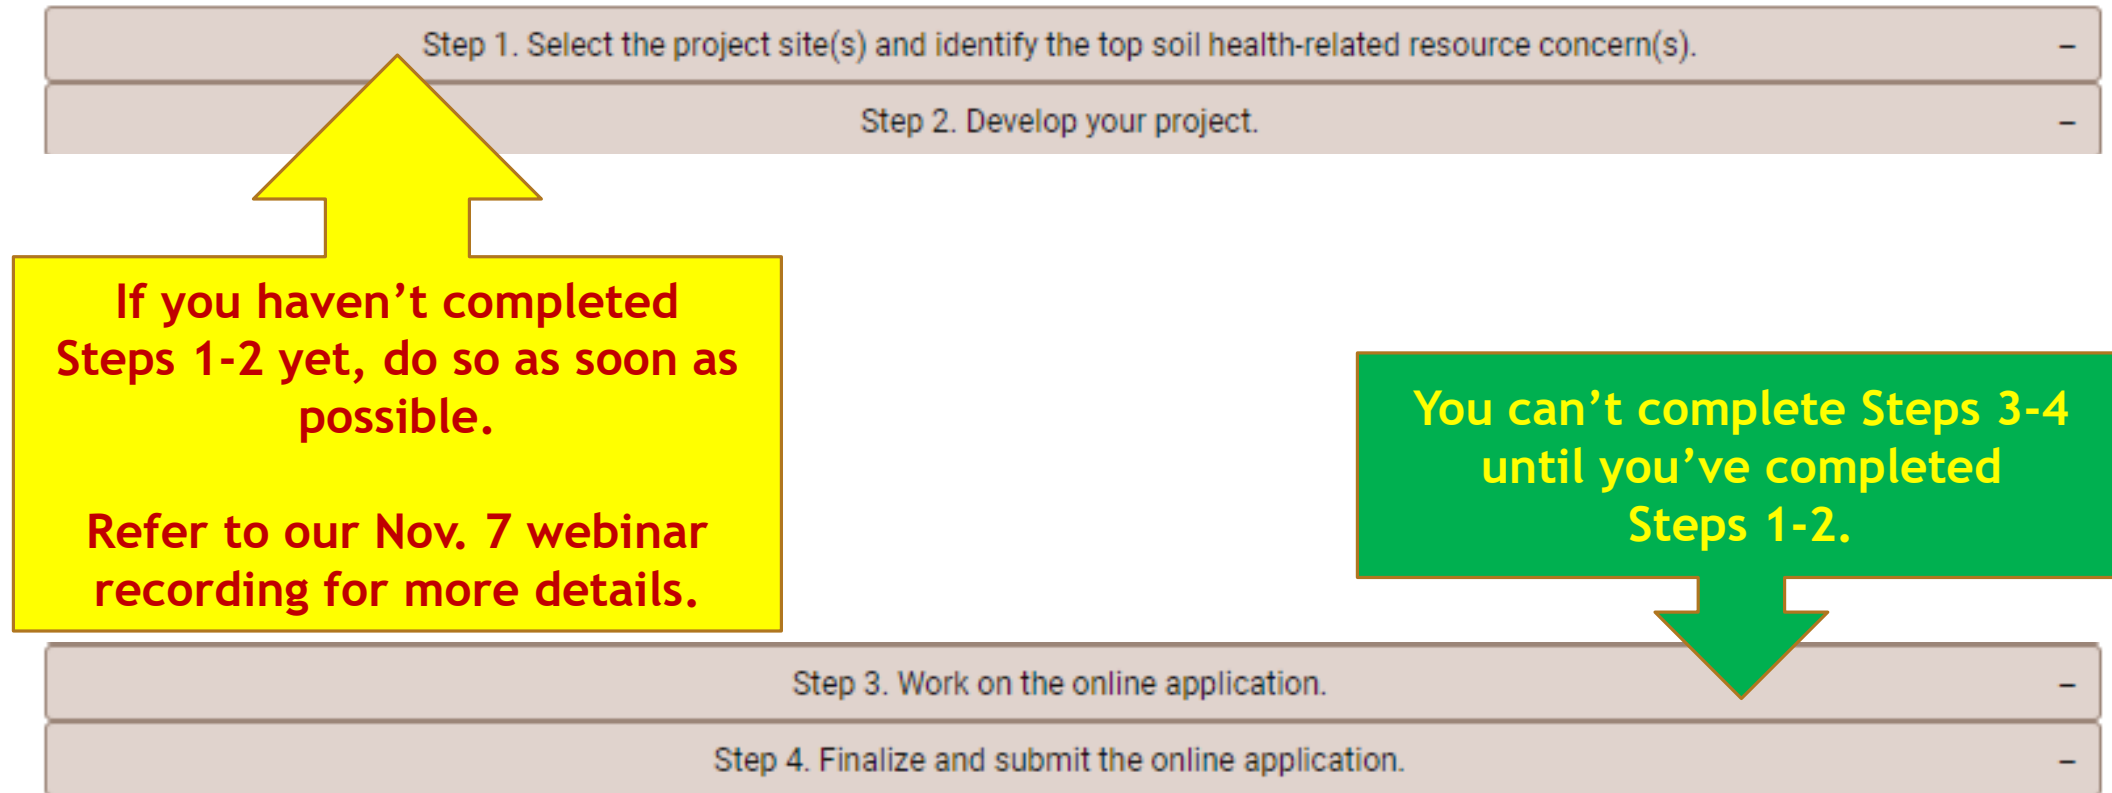 Step 1. Select the project site(s) and identify the top soil health-related resource concern(s). –
Step 2. Develop your project. –
If you haven’t completed
Steps 1-2 yet, do so as soon as
possible.
Refer to our Nov. 7 webinar
recording for more details.
You can’t complete Steps 3-4
until you’ve completed
Steps 1-2.
Step 3. Work on the online application. –
Step 4. Finalize and submit the online application. –